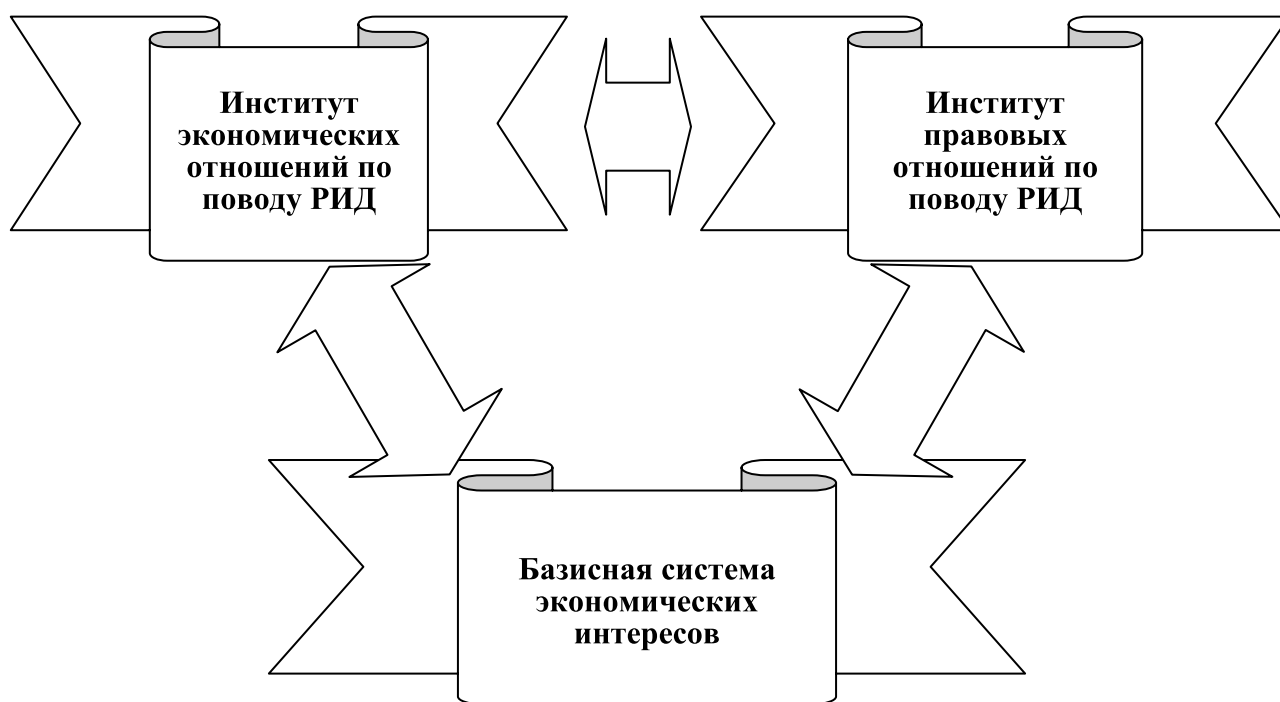 Институт
экономических
отношений по
поводу РИД
Институт
правовых
отношений по
поводу РИД
Базисная система
экономических
интересов